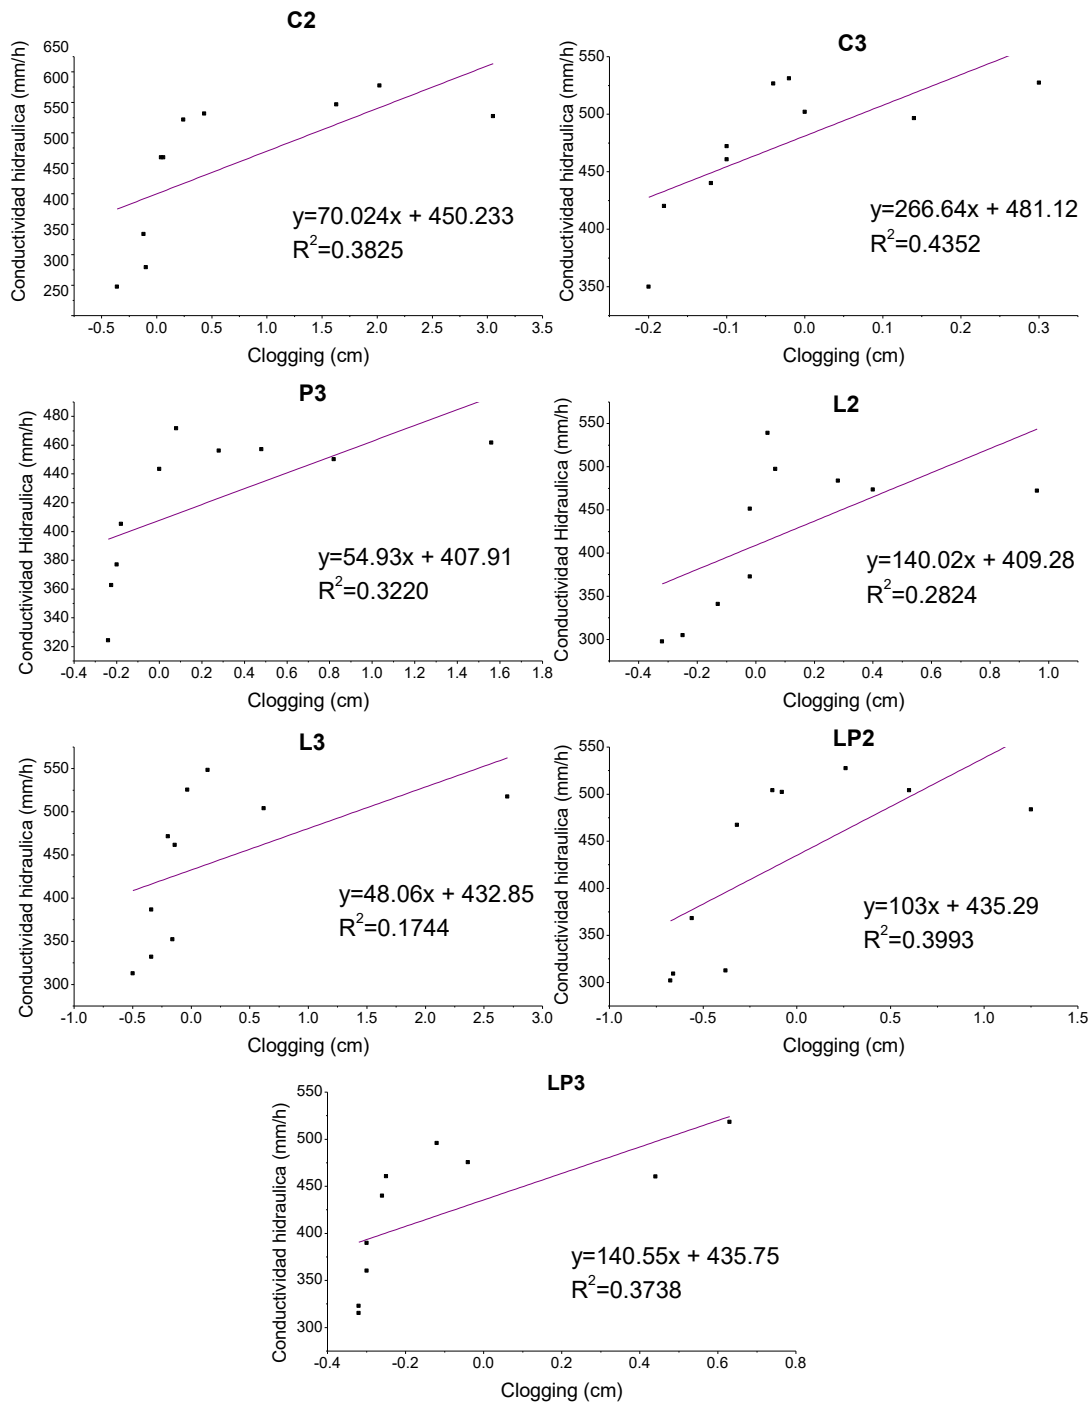 C2
Conductividad hidraulica (mm/h)
650
600
550
500
450
400
350
300
250
y=70.024x + 450.233
R²=0.3825
-0.5 0.0 0.5 1.0 1.5 2.0 2.5 3.0 3.5
Clogging (cm)
C3
Conductividad hidraulica (mm/h)
550
500
450
400
350
y=266.64x + 481.12
R²=0.4352
-0.2 -0.1 0.0 0.1 0.2 0.3
Clogging (cm)
P3
Conductividad Hidraulica (mm/h)
480
460
440
420
400
380
360
340
320
y=54.93x + 407.91
R²=0.3220
-0.4 -0.2 0.0 0.2 0.4 0.6 0.8 1.0 1.2 1.4 1.6 1.8
Clogging (cm)
L2
Conductividad Hidraulica (mm/h)
550
500
450
400
350
300
y=140.02x + 409.28
R²=0.2824
-0.4 -0.2 0.0 0.2 0.4 0.6 0.8 1.0
Clogging (cm)
L3
Conductividad hidraulica (mm/h)
550
500
450
400
350
300
y=48.06x + 432.85
R²=0.1744
-1.0 -0.5 0.0 0.5 1.0 1.5 2.0 2.5 3.0
Clogging (cm)
LP2
Conductividad hidraulica (mm/h)
550
500
450
400
350
300
y=103x + 435.29
R²=0.3993
-1.0 -0.5 0.0 0.5 1.0 1.5
Clogging (cm)
LP3
Conductividad hidraulica (mm/h)
550
500
450
400
350
300
y=140.55x + 435.75
R²=0.3738
-0.4 -0.2 0.0 0.2 0.4 0.6 0.8
Clogging (cm)